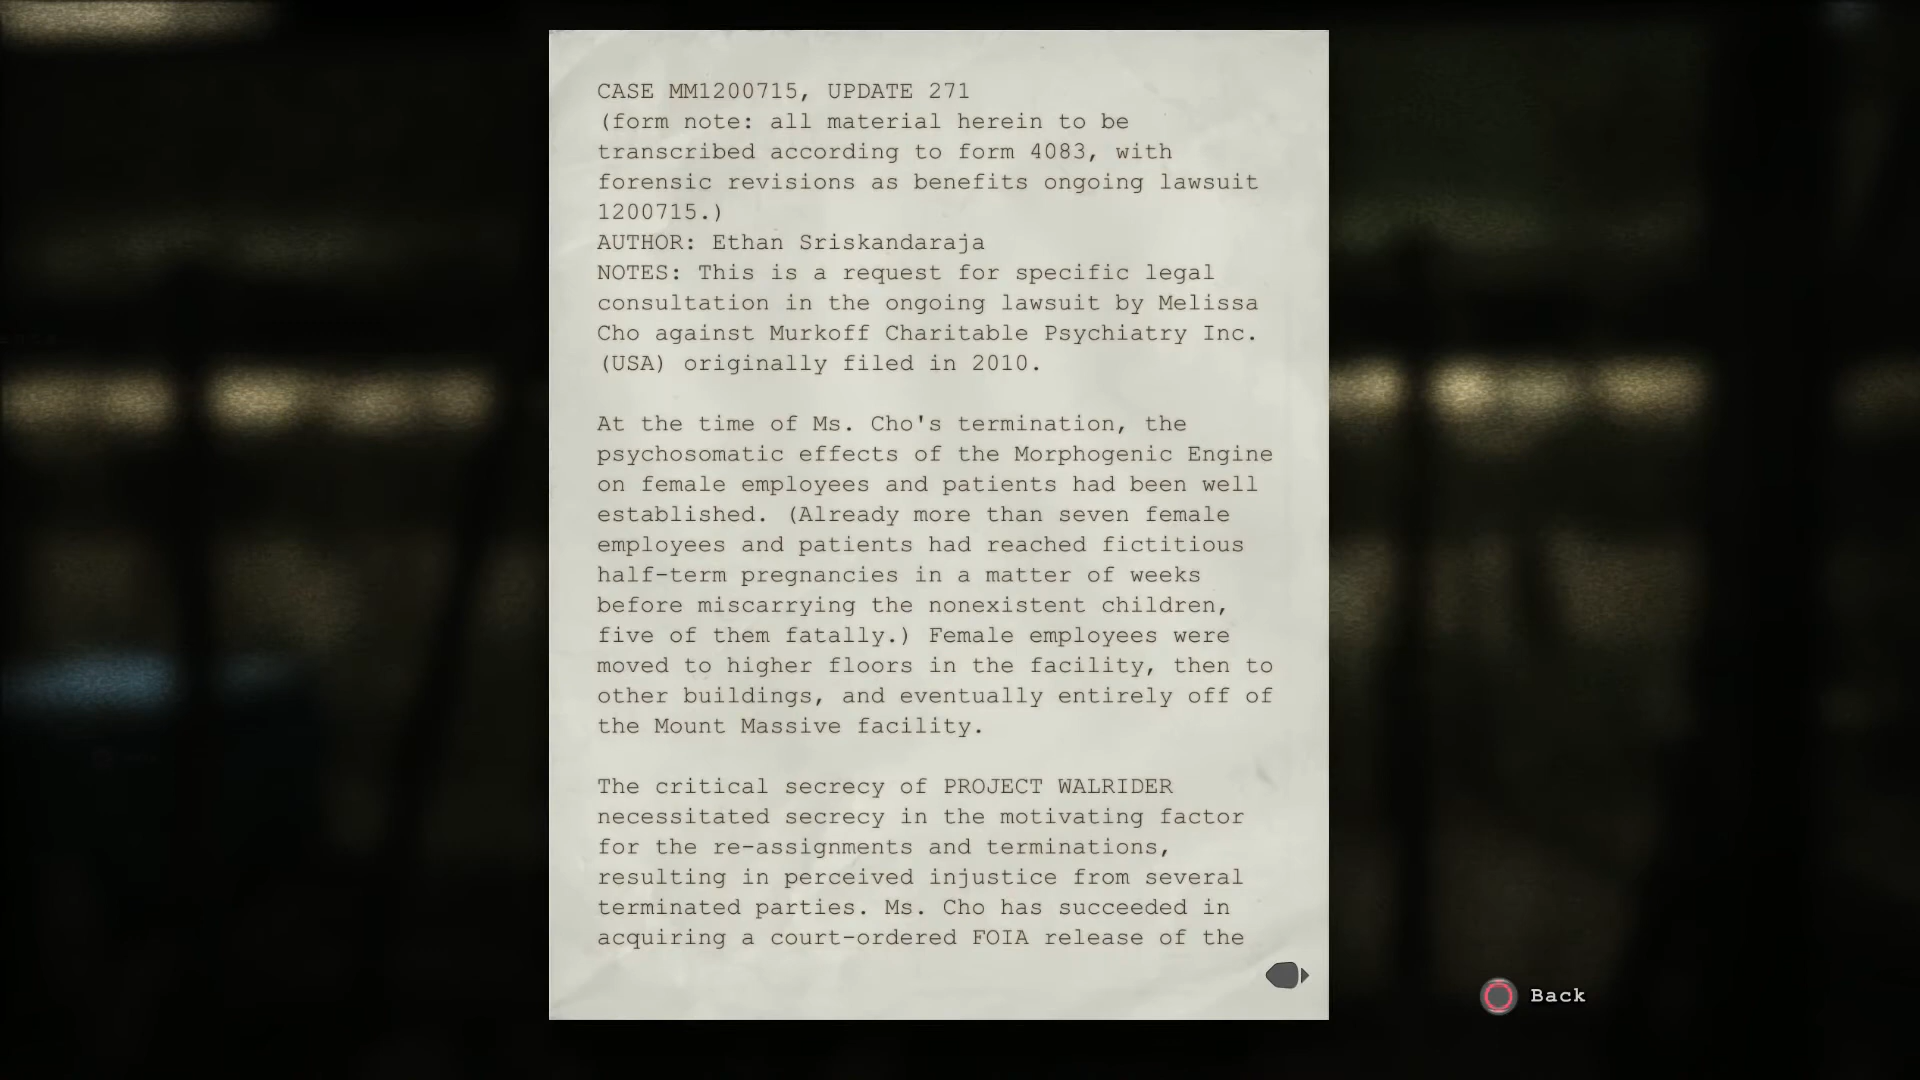 CASE MM1200715, UPDATE 271
(form note: all material herein to be
transcribed according to form 4083, with
forensic revisions as benefits ongoing lawsuit
1200715.)
AUTHOR: Ethan Sriskandaraja
NOTES: This is a request for specific legal
consultation in the ongoing lawsuit by Melissa
Cho against Murkoff Charitable Psychiatry Inc.
(USA) originally filed in 2010.

At the time of Ms. Cho's termination, the
psychosomatic effects of the Morphogenic Engine
on female employees and patients had been well
established. (Already more than seven female
employees and patients had reached fictitious
half-term pregnancies in a matter of weeks
before miscarrying the nonexistent children,
five of them fatally.) Female employees were
moved to higher floors in the facility, then to
other buildings, and eventually entirely off of
the Mount Massive facility.

The critical secrecy of PROJECT WALRIDER
necessitated secrecy in the motivating factor
for the re-assignments and terminations,
resulting in perceived injustice from several
terminated parties. Ms. Cho has succeeded in
acquiring a court-ordered FOIA release of the
Back